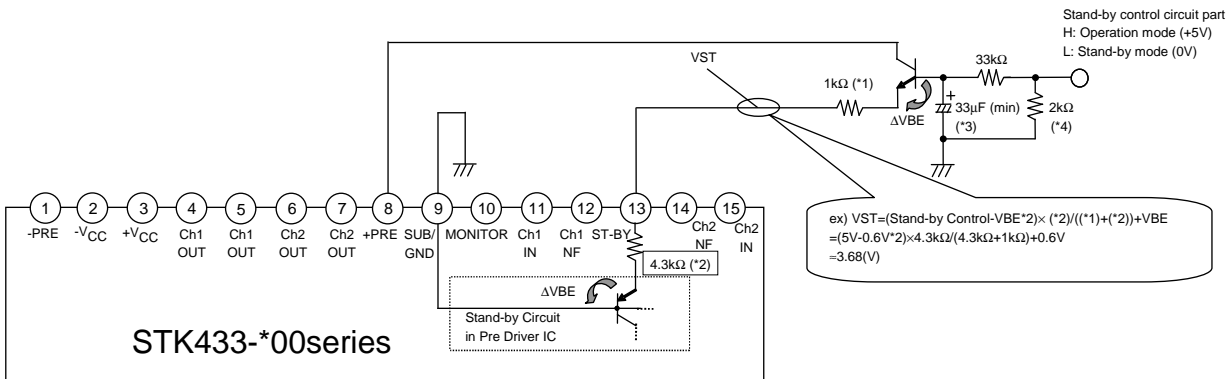 Stand-by control circuit part
H: Operation mode (+5V)
L: Stand-by mode (0V)
VST
33kΩ
1kΩ (*1)
ΔVBE
+
33μF (min)
(*3)
2kΩ
(*4)
ex) VST=(Stand-by Control-VBE*2)× (*2)/((*1)+(*2))+VBE
=(5V-0.6V*2)×4.3kΩ/(4.3kΩ+1kΩ)+0.6V
=3.68(V)
1 2 3 4 5 6 7 8 9 10 11 12 13 14 15
-PRE
-VCC
+VCC
Ch1
OUT
Ch1
OUT
Ch2
OUT
Ch2
OUT
+PRE
SUB/
GND
MONITOR
Ch1
IN
Ch1
NF
ST-BY
Ch2
NF
Ch2
IN
4.3kΩ (*2)
ΔVBE
Stand-by Circuit
in Pre Driver IC
STK433-*00series